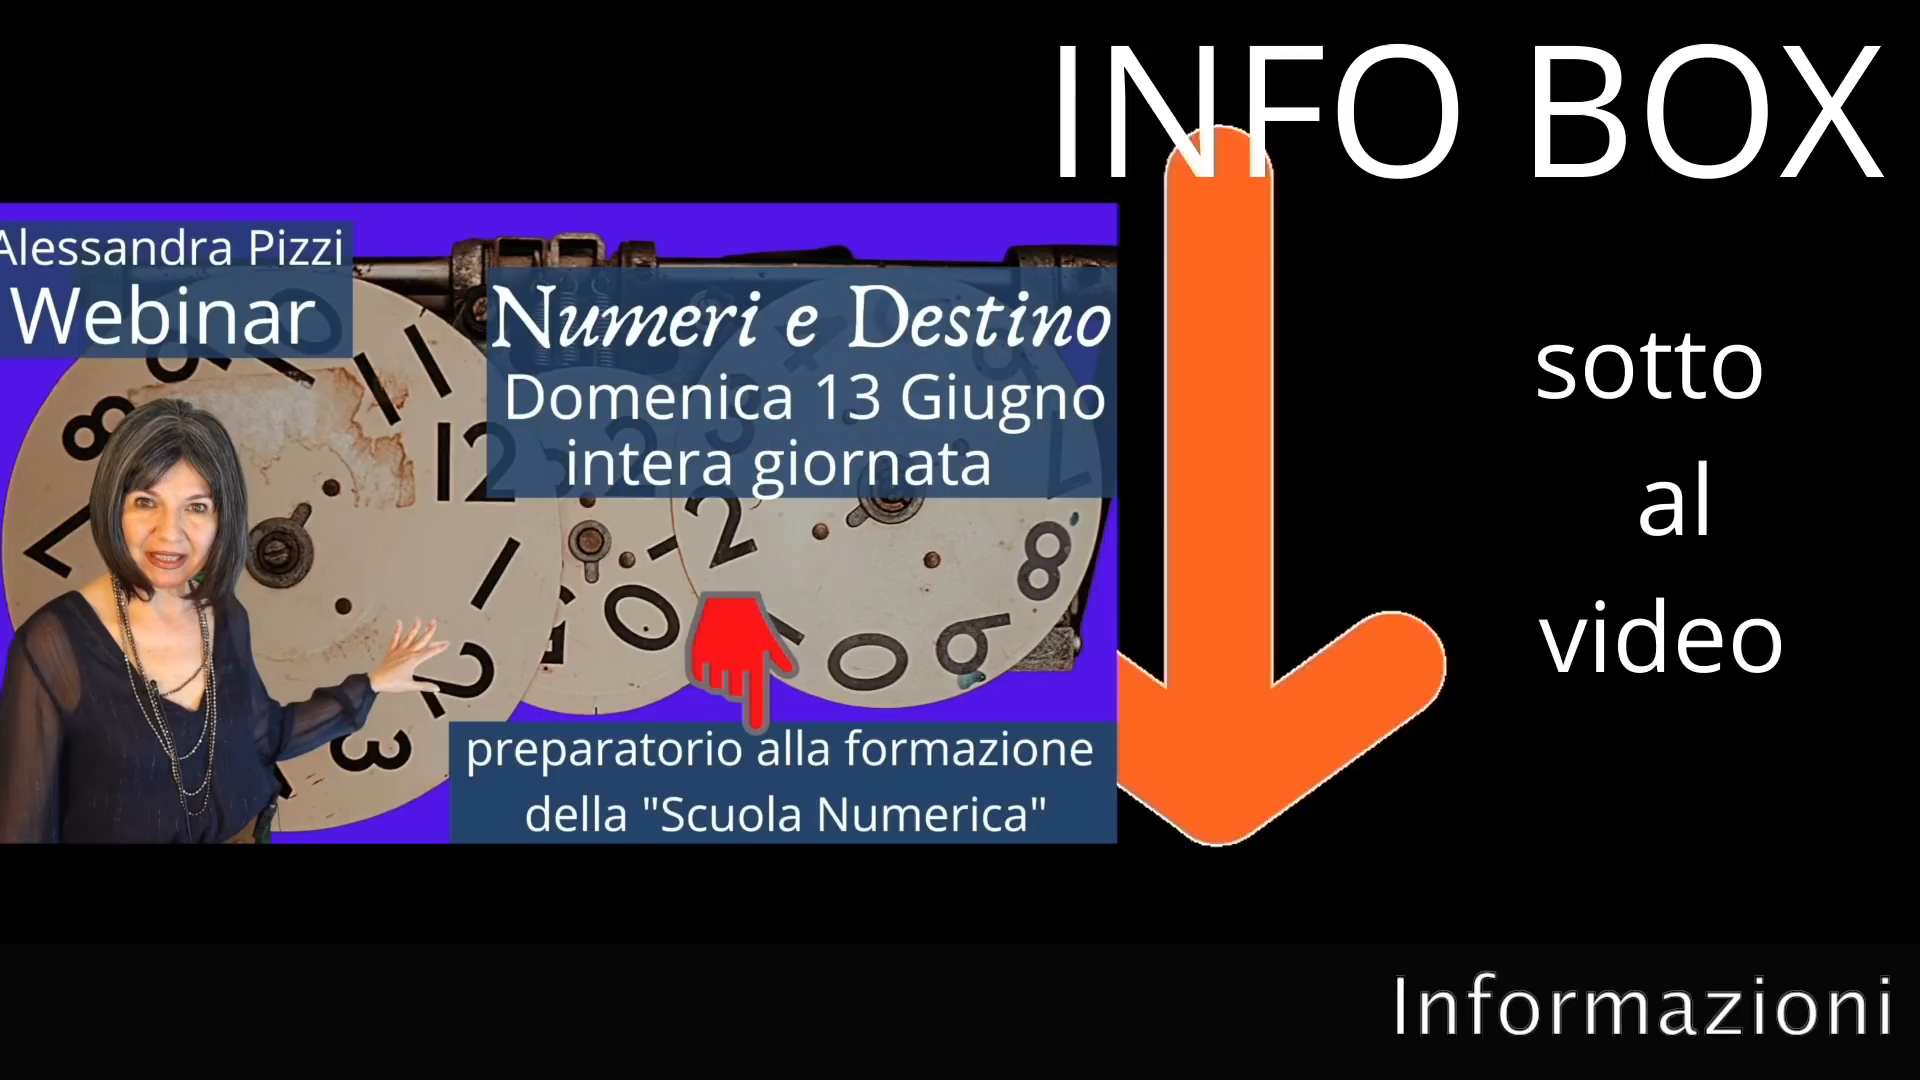 INFO BOX
Alessandra Pizzi
Webinar
Numeri e Destino
Domenica 13 Giugno
intera giornata
sotto
al
video
preparatorio alla formazione
della "Scuola Numerica"
Informazioni